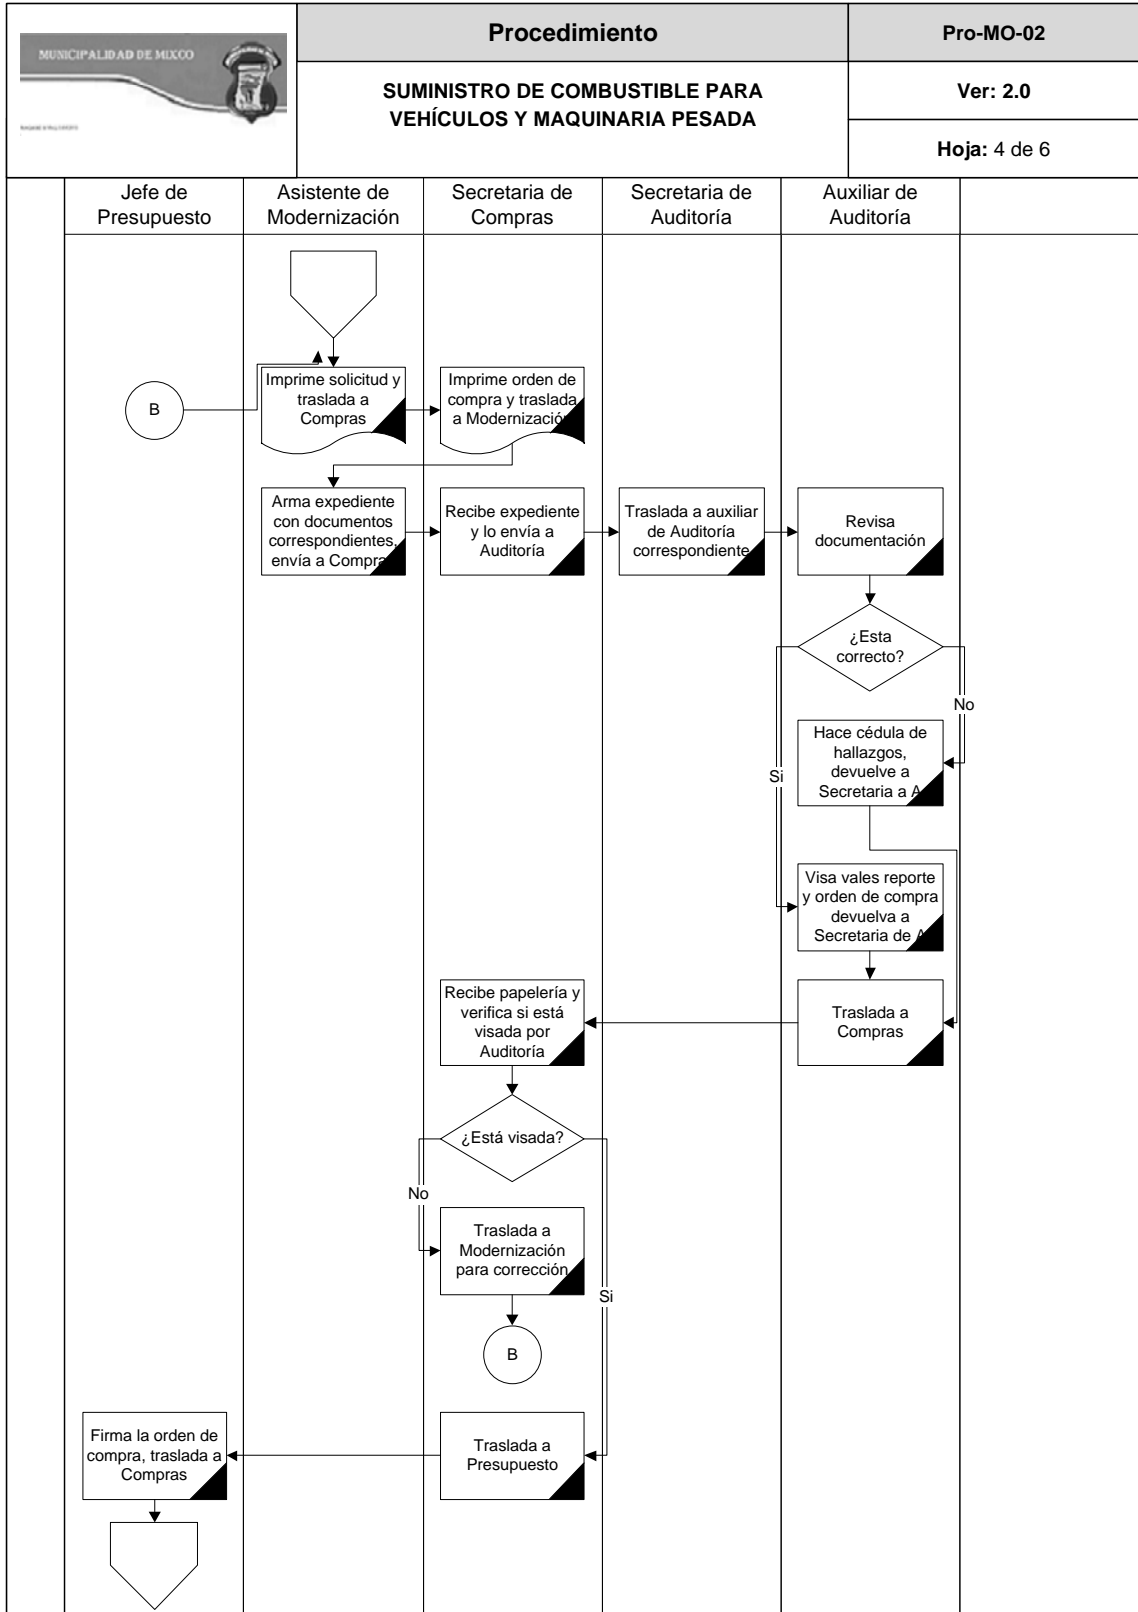 MUNICIPALIDAD DE MIXCO
Procedimiento
Pro-MO-02
SUMINISTRO DE COMBUSTIBLE PARA
VEHÍCULOS Y MAQUINARIA PESADA
Ver: 2.0
Hoja: 4 de 6
Jefe de
Presupuesto
Asistente de
Modernización
Secretaria de
Compras
Secretaria de
Auditoría
Auxiliar de
Auditoría
B
Imprime solicitud y
traslada a
Compras
Imprime orden de
compra y traslada
a Modernización
Arma expediente
con documentos
correspondientes,
envía a Compra
Recibe expediente
y lo envía a
Auditoría
Traslada a auxiliar
de Auditoría
correspondiente
Revisa
documentación
¿Esta
correcto?
No
Si
Hace cédula de
hallazgos,
devuelve a
Secretaria a A
Visa vales reporte
y orden de compra
devuelva a
Secretaria de A
Recibe papelería y
verifica si está
visada por
Auditoría
Traslada a
Compras
¿Está visada?
No
Si
Traslada a
Modernización
para corrección
B
Firma la orden de
compra, traslada a
Compras
Traslada a
Presupuesto